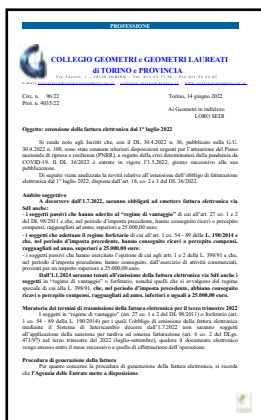 PROFESSIONE
COLLEGIO GEOMETRI e GEOMETRI LAUREATI
di TORINO e PROVINCIA
Circ. n. 96/22 Torino, 14 giugno 2022
Prot. n. 4035/22
Ai Geometri in indirizzo
LORO SEDI
Oggetto: estensione della fattura elettronica dal 1° luglio 2022
Si rende noto agli Iscritti che, con il DL 30.4.2022 n. 36, pubblicato sulla G.U.
30.4.2022 n. 100, sono state emanate ulteriori disposizioni urgenti per l'attuazione del Piano
nazionale di ripresa e resilienza (PNRR), a seguito della crisi determinatasi dalla pandemia da
COVID-19. Il DL 36/2022 è entrato in vigore l'1.5.2022, giorno successivo alla sua
pubblicazione.
Di seguito viene analizzata la novità relativa all'estensione dell'obbligo di fatturazione
elettronica dal 1° luglio 2022, disposta dall'art. 18, co. 2 e 3 del DL 36/2022.
Ambito soggettivo
A decorrere dall'1.7.2022, saranno obbligati ad emettere fattura elettronica via
SdI anche:
- i soggetti passivi che hanno aderito al "regime di vantaggio" di cui all'art. 27 co. 1 e 2
del DL 98/2011 e che, nel periodo d'imposta precedente, hanno conseguito ricavi o percepito
compensi, ragguagliati ad anno, superiori a 25.000,00 euro;
- i soggetti che adottano il regime forfetario di cui all'art. 1 co. 54 - 89 della L. 190/2014 e
che, nel periodo d'imposta precedente, hanno conseguito ricavi o percepito compensi,
ragguagliati ad anno, superiori a 25.000,00 euro;
- i soggetti passivi che hanno esercitato l'opzione di cui agli art. 1 e 2 della L. 398/91 e che,
nel periodo d'imposta precedente, hanno conseguito, dall'esercizio di attività commerciali,
proventi per un importo superiore a 25.000,00 euro.
Dall'1.1.2024 saranno tenuti all'emissione della fattura elettronica via SdI anche i
soggetti in "regime di vantaggio" o forfetario, nonché quelli che si avvalgono del regime
speciale di cui alla L. 398/91, che, nel periodo d'imposta precedente, abbiano conseguito
ricavi o percepito compensi, ragguagliati ad anno, inferiori o uguali a 25.000,00 euro.
Moratoria dei termini di trasmissione della fattura elettronica per il terzo trimestre 2022
I soggetti in "regime di vantaggio" (art. 27 co. 1 e 2 del DL 98/2011) o forfetario (art.
1 co. 54 - 89 della L. 190/2014) per i quali l'obbligo di emissione della fattura elettronica
mediante il Sistema di Interscambio decorre dall'1.7.2022 non saranno soggetti
all'applicazione della sanzione per tardiva od omessa fatturazione (art. 6 co. 2 del DLgs.
471/97) nel terzo trimestre del 2022 (luglio-settembre), qualora il documento elettronico
venga emesso entro il mese successivo a quello di effettuazione dell'operazione.
Procedura di generazione della fattura
Per quanto concerne la procedura di generazione della fattura elettronica, si ricorda
che l'Agenzia delle Entrate mette a disposizione: